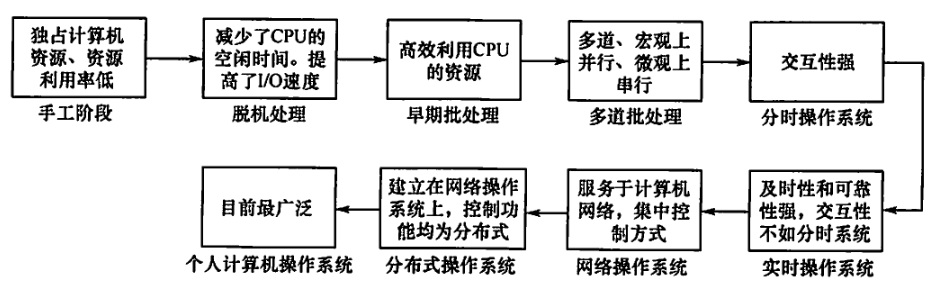 独占计算机
资源、资源
利用率低
手工阶段
减少了CPU的
空闲时间。提
高了I/O速度
脱机处理
高效利用CPU
的资源
早期批处理
多道、宏观上
并行、微观上
串行
多道批处理
交互性强
分时操作系统
及时性和可靠
性强，交互性
不如分时系统
实时操作系统
服务于计算机
网络，集中控
制方式
网络操作系统
建立在网络操作
系统上，控制功
能均为分布式
分布式操作系统
目前最广泛
个人计算机操作系统